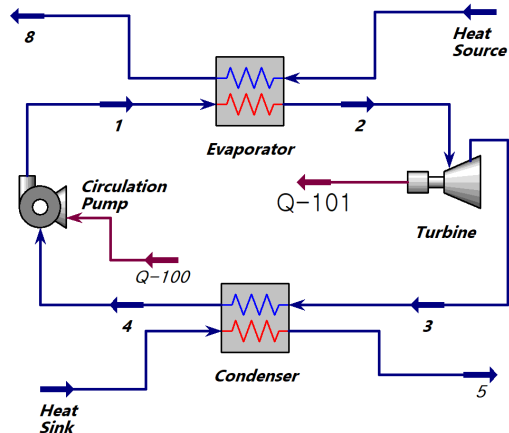 8
Heat
Source
1
2
Evaporator
Circulation
Pump
Q-101
Turbine
Q-100
4
3
Condenser
5
Heat
Sink